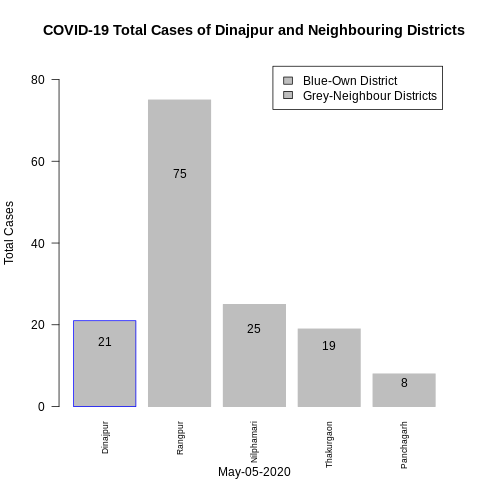 COVID-19 Total Cases of Dinajpur and Neighbouring Districts
Blue-Own District
Grey-Neighbour Districts
Total Cases
80
60
40
20
0
21
75
25
19
8
Dinajpur
Rangpur
Nilphamari
Thakurgaon
Panchagarh
May-05-2020